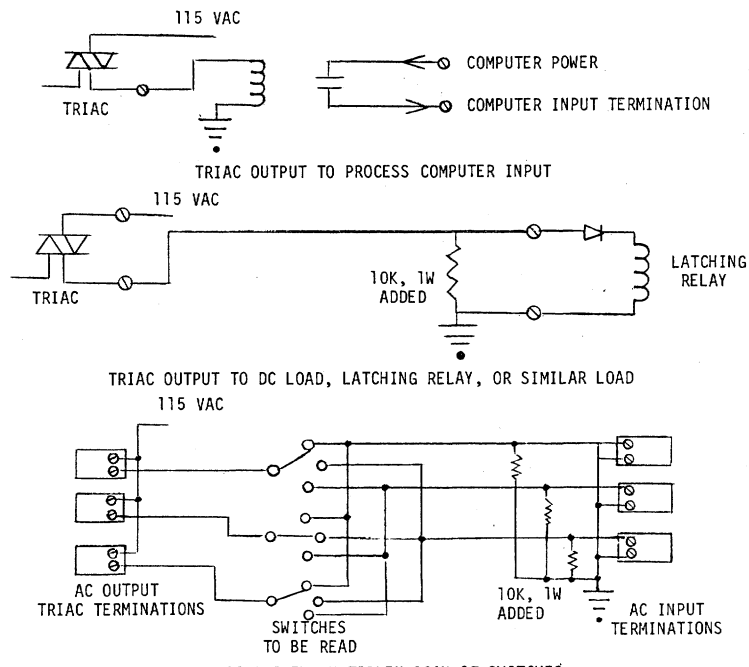 115 VAC
COMPUTER POWER
COMPUTER INPUT TERMINATION
TRIAC
TRIAC OUTPUT TO PROCESS COMPUTER INPUT
115 VAC
TRIAC
10K, 1W
ADDED
LATCHING
RELAY
TRIAC OUTPUT TO DC LOAD, LATCHING RELAY, OR SIMILAR LOAD
115 VAC
AC OUTPUT
TRIAC TERMINATIONS
SWITCHES
TO BE READ
10K, 1W
ADDED
AC INPUT
TERMINATIONS